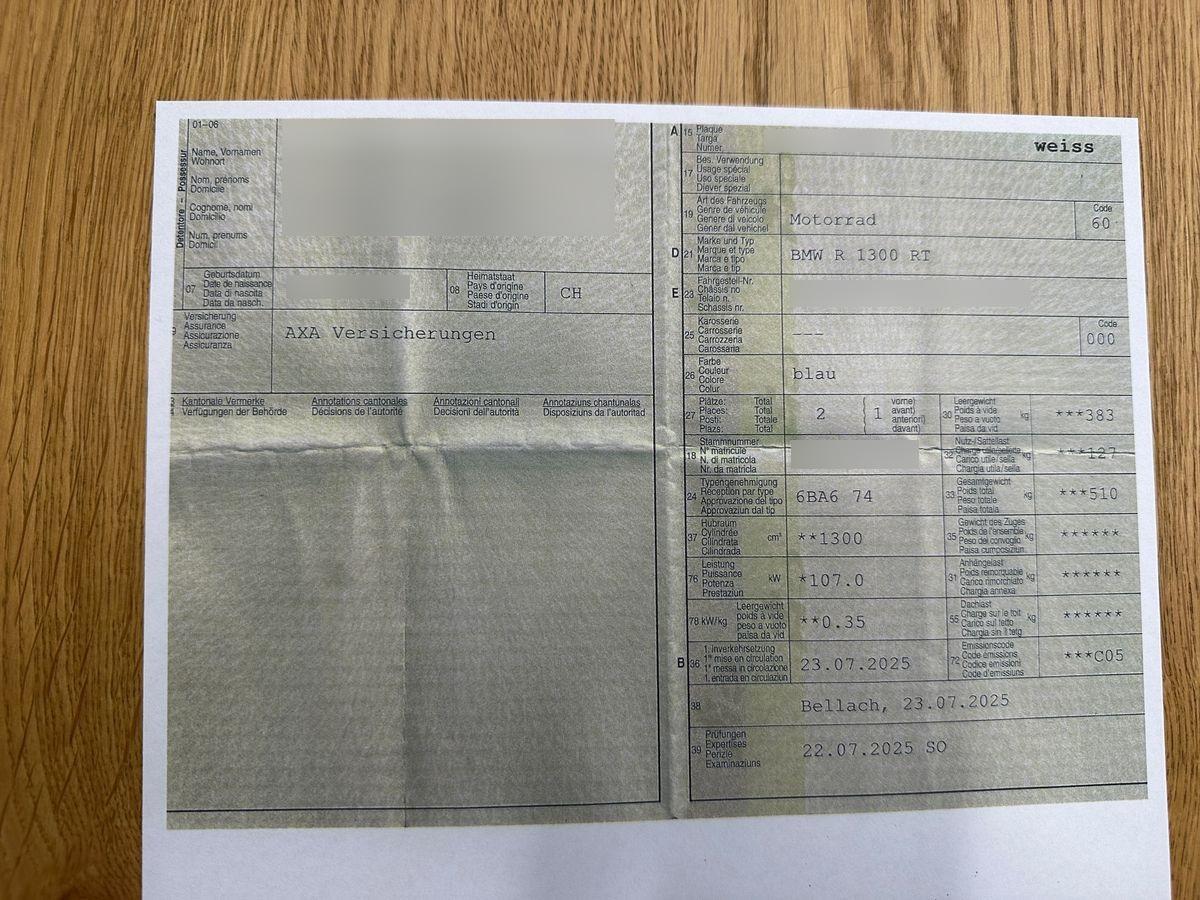 01–06
Detentore – Possessur
Name, Vornamen
Wohnort
Nom, prénoms
Domicile
Cognome, nomi
Domicilio
Num, prenums
Domicil
07
Geburtsdatum
Date de naissance
Data di nascita
Data da nasch.
08
Heimatstaat
Pays d'origine
Paese d'origine
Stadi d'origin
CH
9
Versicherung
Assurance
Assicurazione
Assicuranza
AXA Versicherungen
Kantonale Vermerke
Verfügungen der Behörde
Annotations cantonales
Décisions de l'autorité
Annotazioni cantonali
Decisioni dell'autorità
Annotaziuns chantunalas
Disposiziuns da l'autoritad
A 15
Plaque
Targa
Numer
weiss
17
Bes. Verwendung
Usage spécial
Uso speciale
Diever spezial
19
Art des Fahrzeugs
Genre de véhicule
Genere di veicolo
Gener dal vehichel
Motorrad
Code
60
D 21
Marke und Typ
Marque et type
Marca e tipo
Marca e tip
BMW R 1300 RT
E 23
Fahrgestell-Nr.
Châssis no
Telaio n.
Schassis nr.
25
Karosserie
Carrosserie
Carrozzeria
Carossaria
---
Code
000
26
Farbe
Couleur
Colore
Colur
blau
27
Plätze: Total
Places: Total
Posti: Totale
Plazs: Total
2
1
vorne)
avant)
anteriori)
davant)
30
Leergewicht
Poids à vide
Peso a vuoto
Paisa da vid
kg
***383
18
Stammnummer
N° matricule
N. di matricola
Nr. da matricla
32
Nutz-/Sattellast
Charge utile/sellette
Carico utile/sella
Chargia utila/sella
kg
***127
24
Typengenehmigung
Réception par type
Approvazione del tipo
Approvaziun dal tip
6BA6 74
33
Gesamtgewicht
Poids total
Peso totale
Paisa totala
kg
***510
37
Hubraum
Cylindrée
Cilindrata
Cilindrada
cm³
**1300
35
Gewicht des Zuges
Poids de l'ensemble
Peso del convoglio
Paisa cumposiziun
kg
******
76
Leistung
Puissance
Potenza
Prestaziun
kW
*107.0
31
Anhängelast
Poids remorquable
Carico rimorchiato
Chargia annexa
kg
******
78 kW/kg
Leergewicht
poids à vide
peso a vuoto
paisa da vid
**0.35
55
Dachlast
Charge sur le toit
Carico sul tetto
Chargia sin il tetg
kg
******
B 36
1. Inverkehrsetzung
1re mise en circulation
1a messa in circolazione
1. entrada en circulaziun
23.07.2025
72
Emissionscode
Code émissions
Codice emissioni
Code d'emissiuns
***C05
38
Bellach, 23.07.2025
39
Prüfungen
Expertises
Perizie
Examinaziuns
22.07.2025 SO